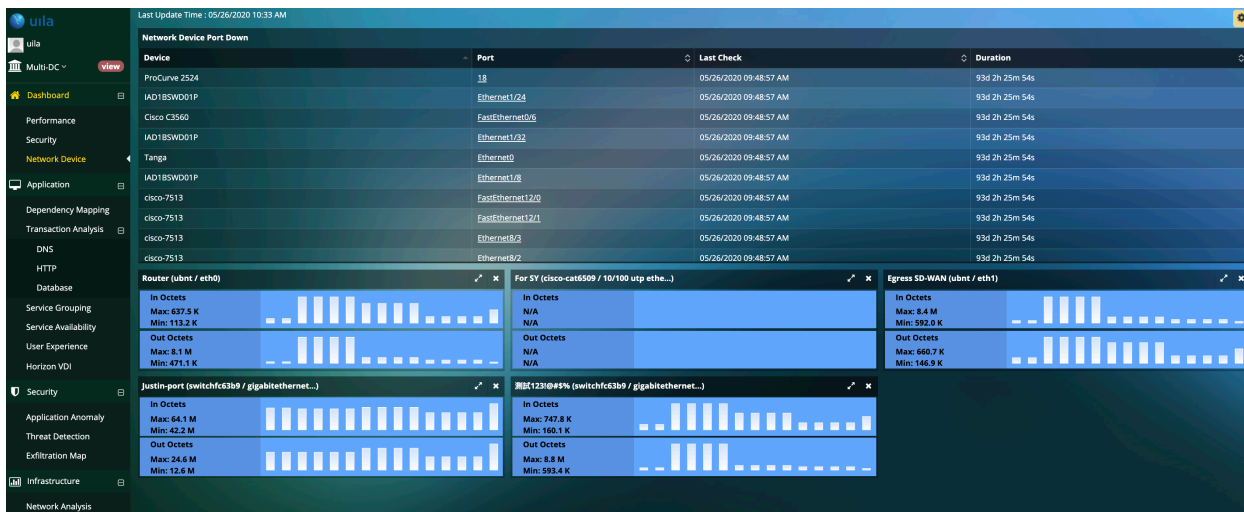 uila
Last Update Time : 05/26/2020 10:33 AM
uila
Multi-DC
view
Dashboard
Performance
Security
Network Device
Application
Dependency Mapping
Transaction Analysis
DNS
HTTP
Database
Service Grouping
Service Availability
User Experience
Horizon VDI
Security
Application Anomaly
Threat Detection
Exfiltration Map
Infrastructure
Network Analysis
Network Device Port Down
Device Port Last Check Duration
ProCurve 2524 18 05/26/2020 09:48:57 AM 93d 2h 25m 54s
IAD1BSWD01P Ethernet1/24 05/26/2020 09:48:57 AM 93d 2h 25m 54s
Cisco C3560 FastEthernet0/6 05/26/2020 09:48:57 AM 93d 2h 25m 54s
IAD1BSWD01P Ethernet1/32 05/26/2020 09:48:57 AM 93d 2h 25m 54s
Tanga Ethernet0 05/26/2020 09:48:57 AM 93d 2h 25m 54s
IAD1BSWD01P Ethernet1/8 05/26/2020 09:48:57 AM 93d 2h 25m 54s
cisco-7513 FastEthernet12/0 05/26/2020 09:48:57 AM 93d 2h 25m 54s
cisco-7513 FastEthernet12/1 05/26/2020 09:48:57 AM 93d 2h 25m 54s
cisco-7513 Ethernet8/3 05/26/2020 09:48:57 AM 93d 2h 25m 54s
cisco-7513 Ethernet8/2 05/26/2020 09:48:57 AM 93d 2h 25m 54s
Router (ubnt / eth0)
In Octets
Max: 637.5 K
Min: 113.2 K
Out Octets
Max: 8.1 M
Min: 471.1 K
For SY (cisco-cat6509 / 10/100 utp ethe...)
In Octets
N/A
N/A
Out Octets
N/A
N/A
Egress SD-WAN (ubnt / eth1)
In Octets
Max: 8.4 M
Min: 592.0 K
Out Octets
Max: 660.7 K
Min: 146.9 K
Justin-port (switchfc63b9 / gigabitethernet...)
In Octets
Max: 64.1 M
Min: 42.2 M
Out Octets
Max: 24.6 M
Min: 12.6 M
測試123!@#$% (switchfc63b9 / gigabitethernet...)
In Octets
Max: 747.8 K
Min: 160.1 K
Out Octets
Max: 8.8 M
Min: 593.4 K